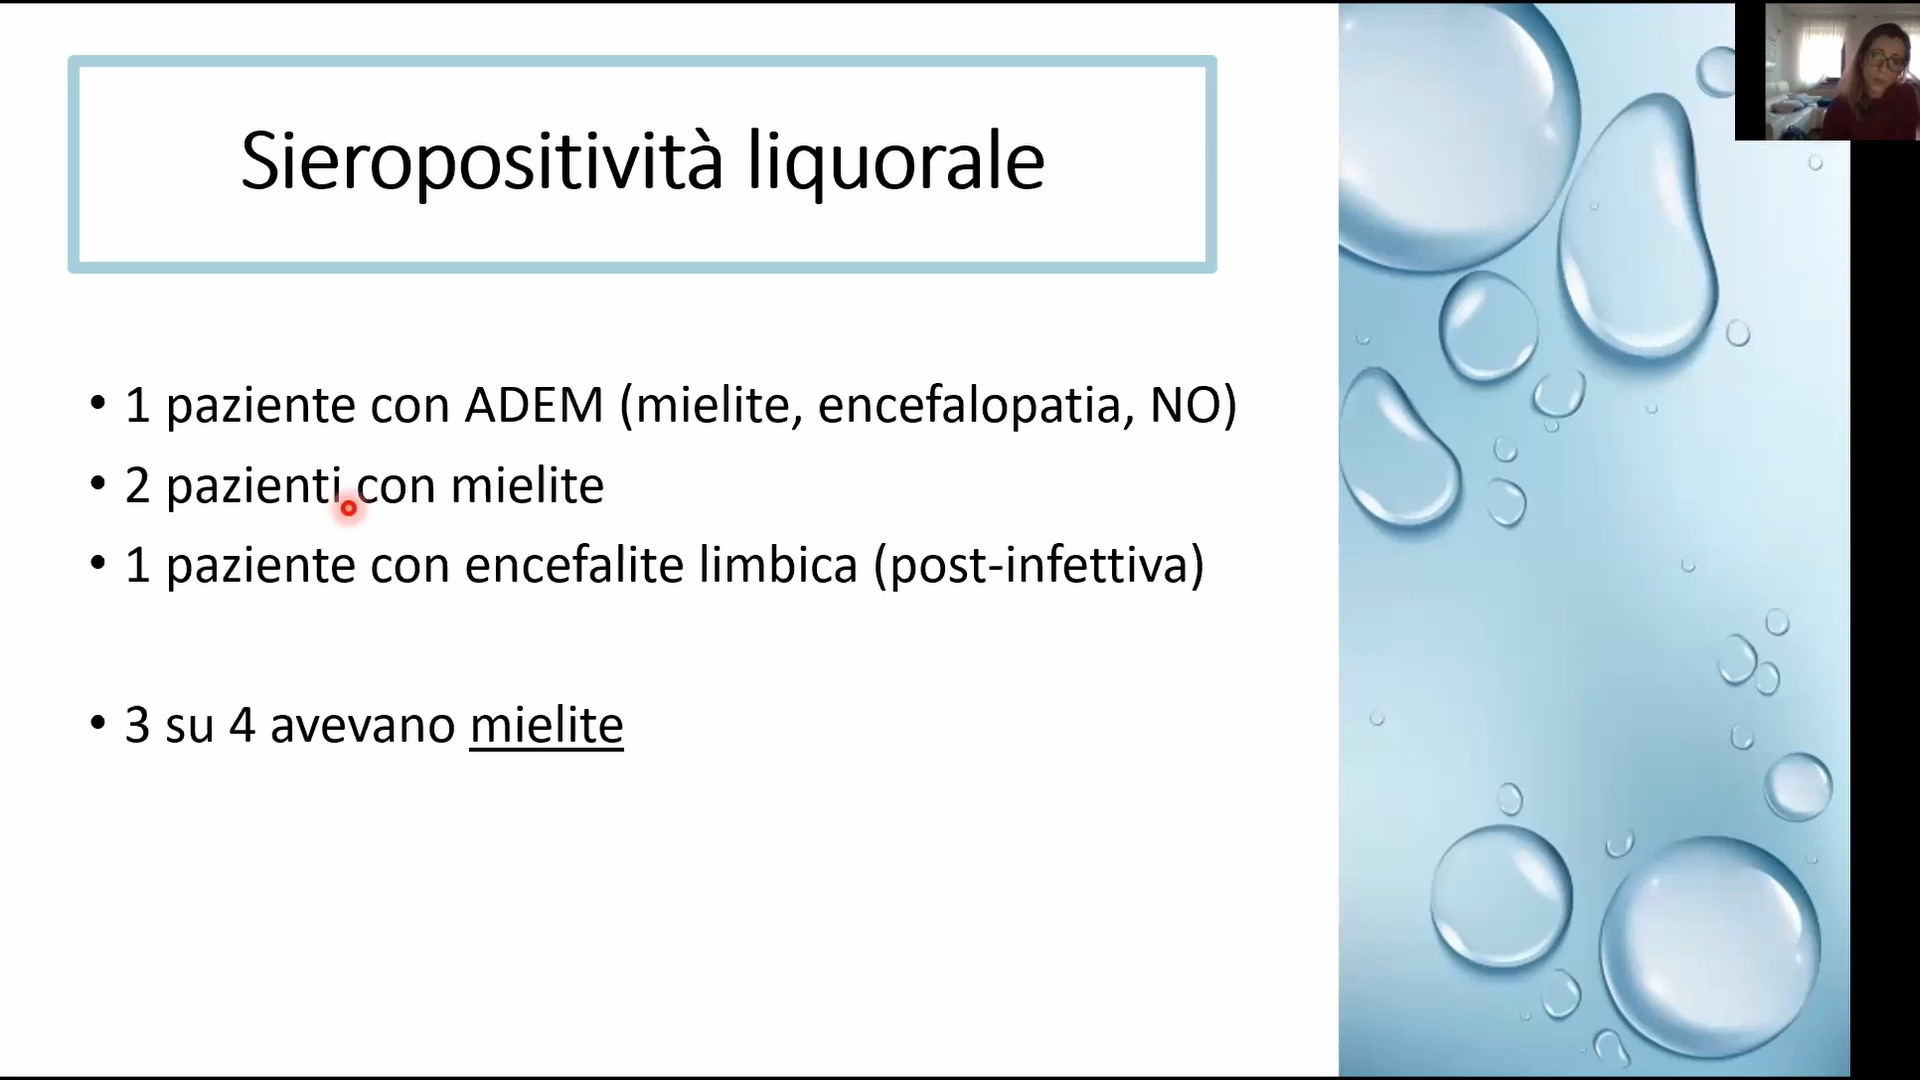 Sieropositività liquorale
• 1 paziente con ADEM (mielite, encefalopatia, NO)
• 2 pazienti con mielite
• 1 paziente con encefalite limbica (post-infettiva)
• 3 su 4 avevano mielite